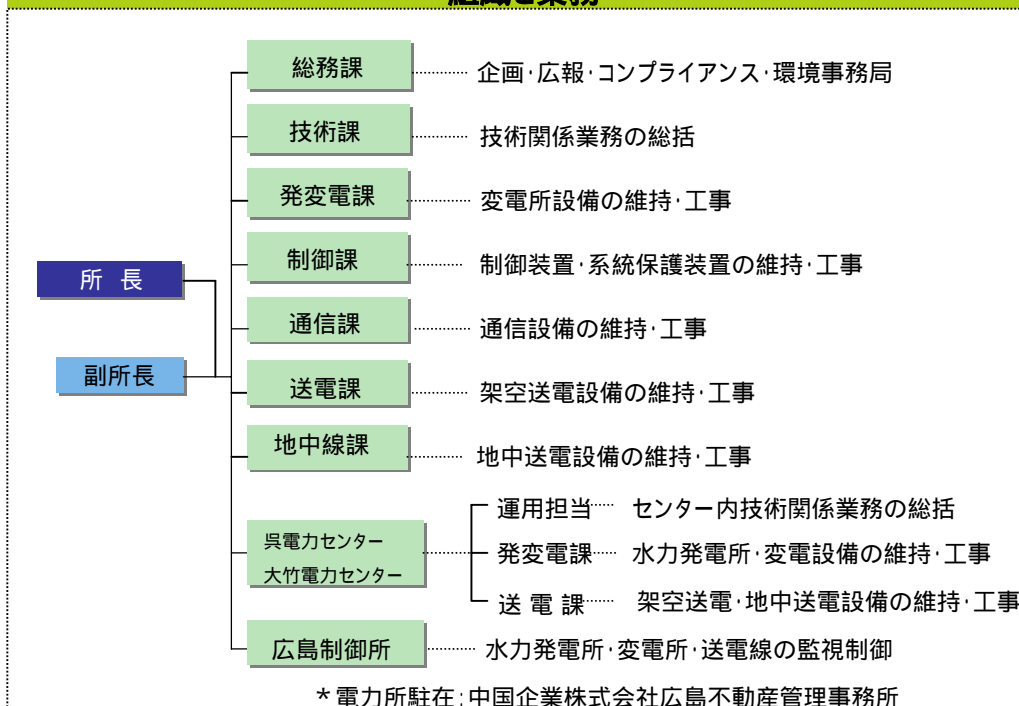 組織と業務
総務課 企画・広報・コンプライアンス・環境事務局
技術課 技術関係業務の総括
発変電課 変電所設備の維持・工事
制御課 制御装置・系統保護装置の維持・工事
所 長
通信課 通信設備の維持・工事
副所長
送電課 架空送電設備の維持・工事
地中線課 地中送電設備の維持・工事
呉電力センター
大竹電力センター
運用担当 センター内技術関係業務の総括
発変電課 水力発電所・変電設備の維持・工事
送 電 課 架空送電・地中送電設備の維持・工事
広島制御所 水力発電所・変電所・送電線の監視制御
*電力所駐在:中国企業株式会社広島不動産管理事務所